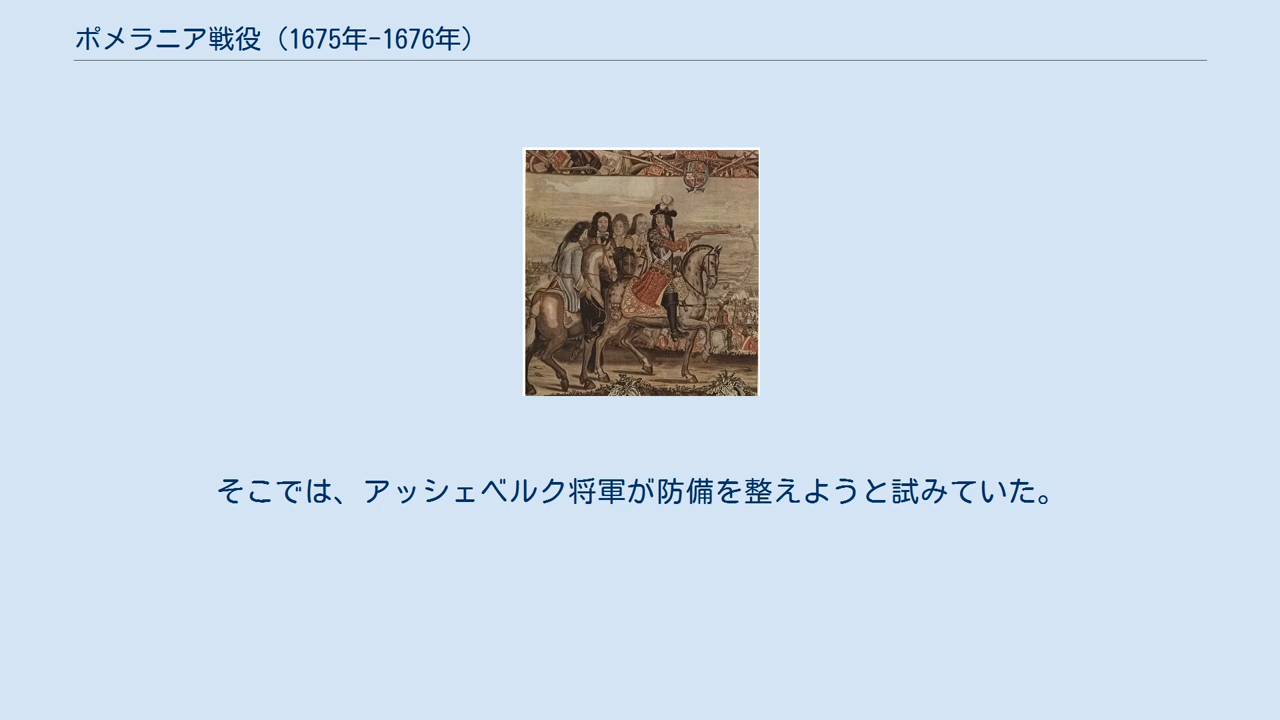 ポメラニア戦役（1675年-1676年）
そこでは、アッシェベルク将軍が防備を整えようと試みていた。